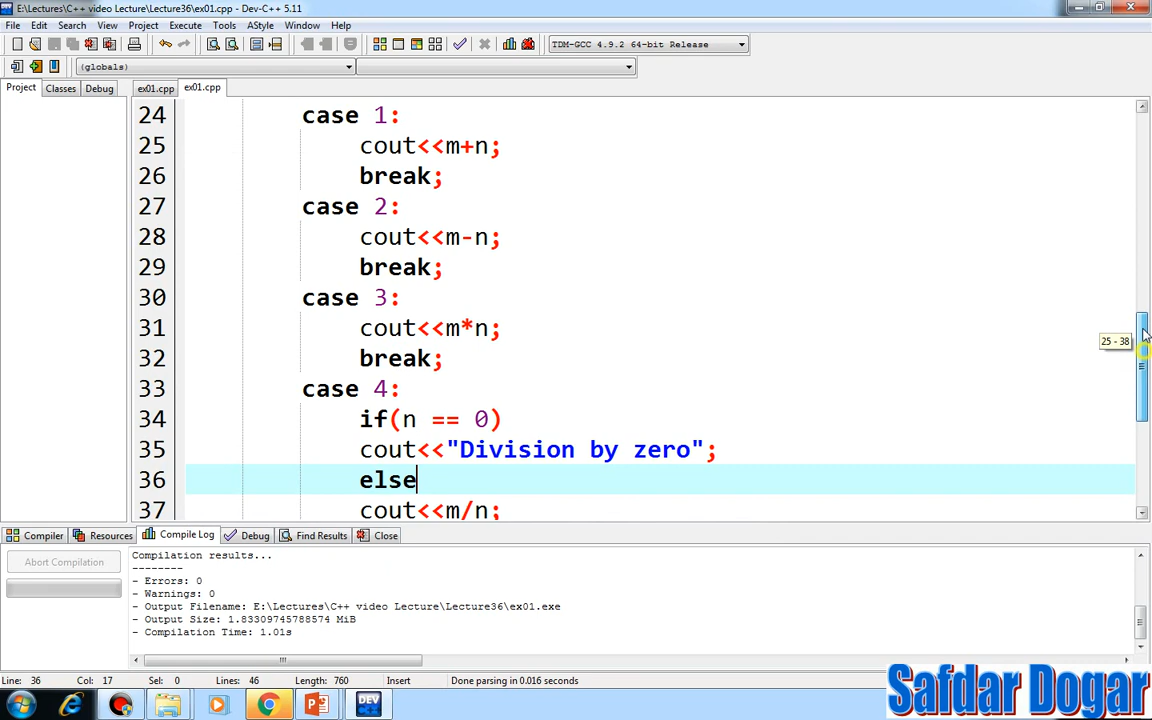 E:\Lectures\C++ video Lecture\Lecture36\ex01.cpp - Dev-C++ 5.11
File Edit Search View Project Execute Tools AStyle Window Help
TDM-GCC 4.9.2 64-bit Release
(globals)
Project Classes Debug ex01.cpp ex01.cpp
24 case 1:
25 cout<<m+n;
26 break;
27 case 2:
28 cout<<m-n;
29 break;
30 case 3:
31 cout<<m*n;
32 break;
25 - 38
33 case 4:
34 if(n == 0)
35 cout<<"Division by zero";
36 else
37 cout<<m/n;
Compiler Resources Compile Log Debug Find Results Close
Abort Compilation
Compilation results...
--------
- Errors: 0
- Warnings: 0
- Output Filename: E:\Lectures\C++ video Lecture\Lecture36\ex01.exe
- Output Size: 1.83309745788574 MiB
- Compilation Time: 1.01s
Line: 36 Col: 17 Sel: 0 Lines: 46 Length: 760 Insert Done parsing in 0.016 seconds
Safdar Dogar